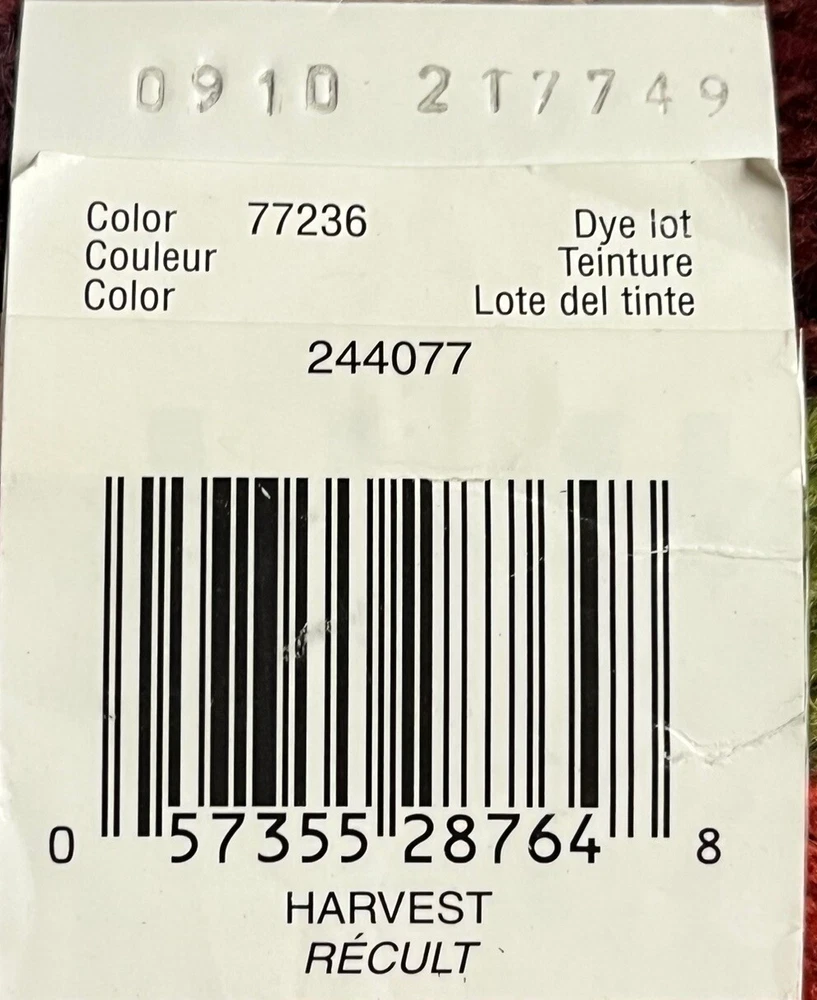 0910 217749
Color 77236 Dye lot
Couleur Teinture
Color Lote del tinte
244077
0 57355 28764 8
HARVEST
RÉCULT